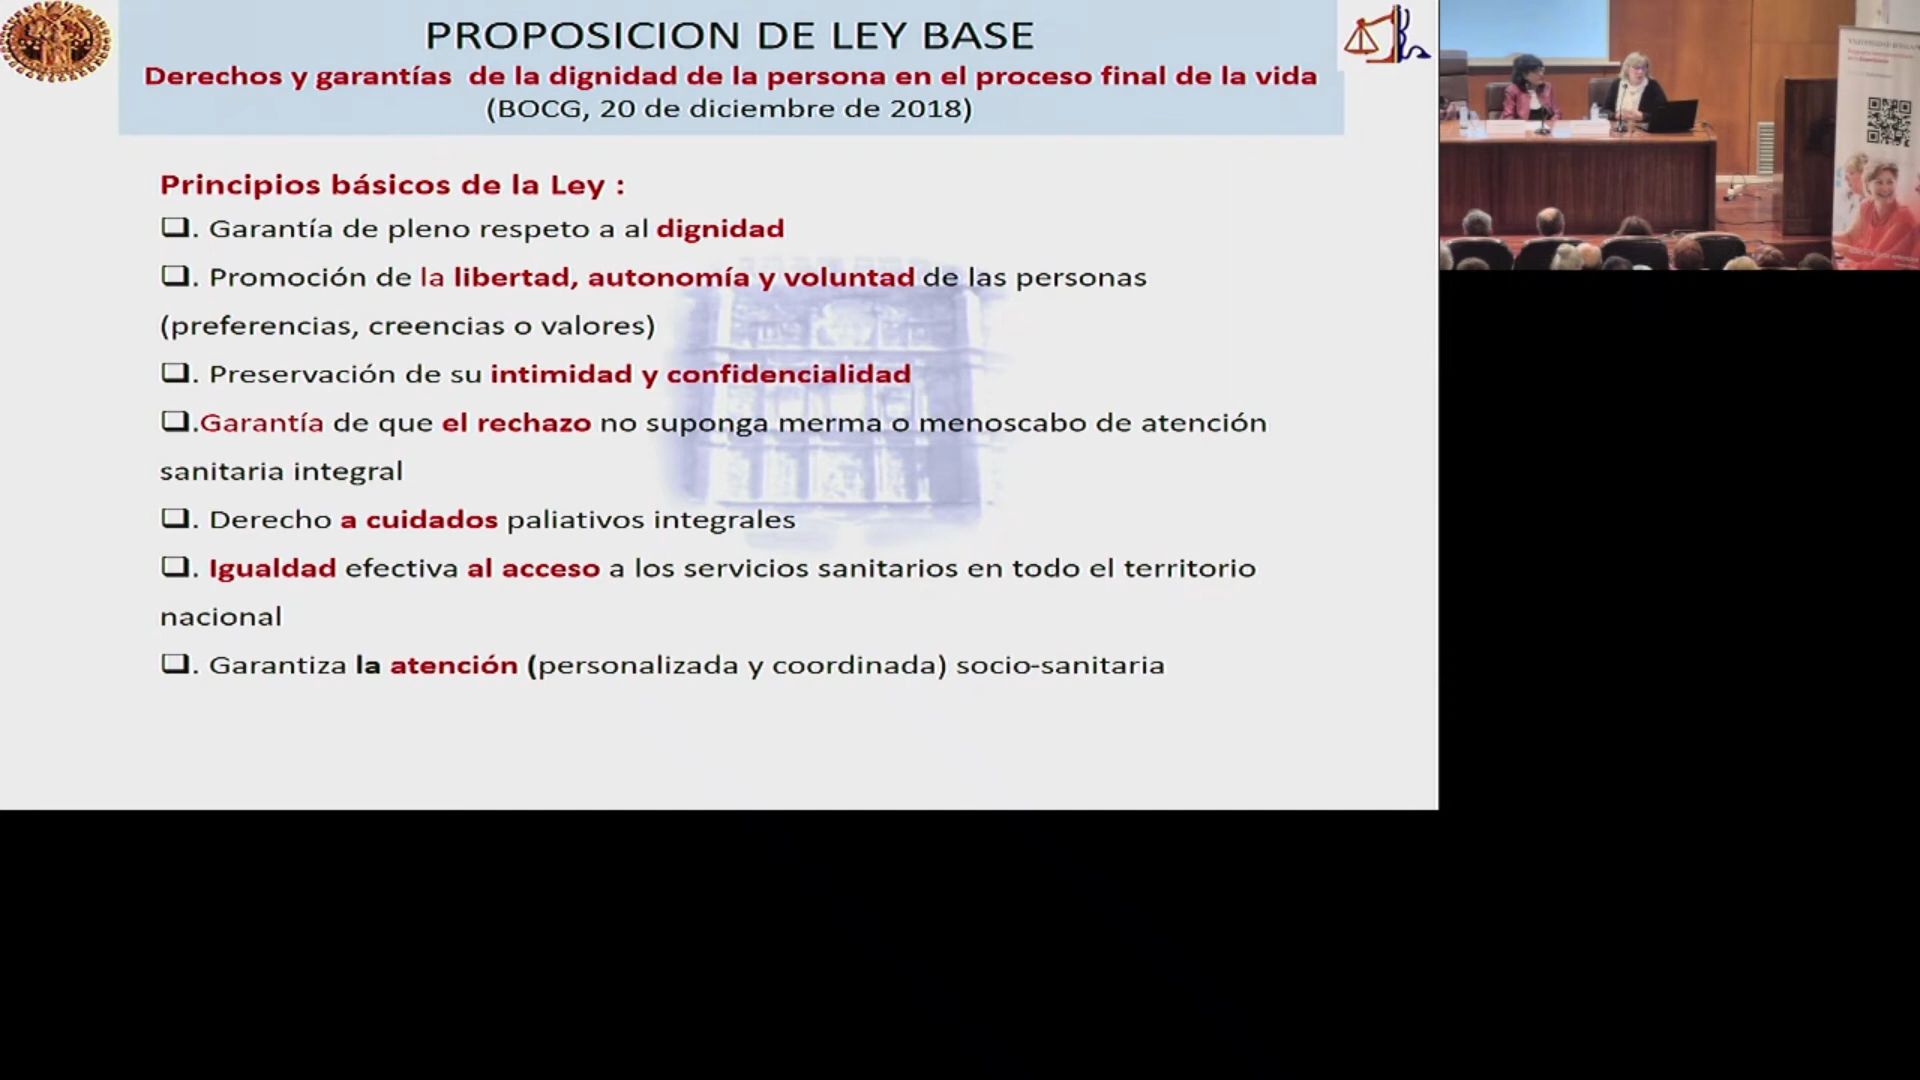 PROPOSICION DE LEY BASE
Derechos y garantías de la dignidad de la persona en el proceso final de la vida
(BOCG, 20 de diciembre de 2018)
Principios básicos de la Ley :
❑. Garantía de pleno respeto a al dignidad
❑. Promoción de la libertad, autonomía y voluntad de las personas
(preferencias, creencias o valores)
❑. Preservación de su intimidad y confidencialidad
❑.Garantía de que el rechazo no suponga merma o menoscabo de atención
sanitaria integral
❑. Derecho a cuidados paliativos integrales
❑. Igualdad efectiva al acceso a los servicios sanitarios en todo el territorio
nacional
❑. Garantiza la atención (personalizada y coordinada) socio-sanitaria